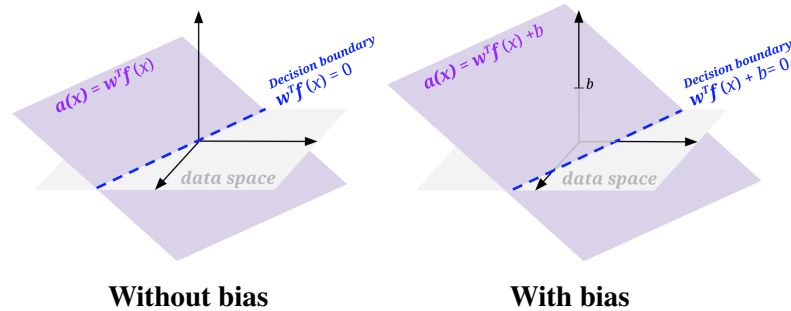 a(x) = wᵀf (x)
Decision boundary
wᵀf (x) = 0
data space
Without bias
a(x) = wᵀf (x) +b
b
Decision boundary
wᵀf (x) + b= 0
data space
With bias